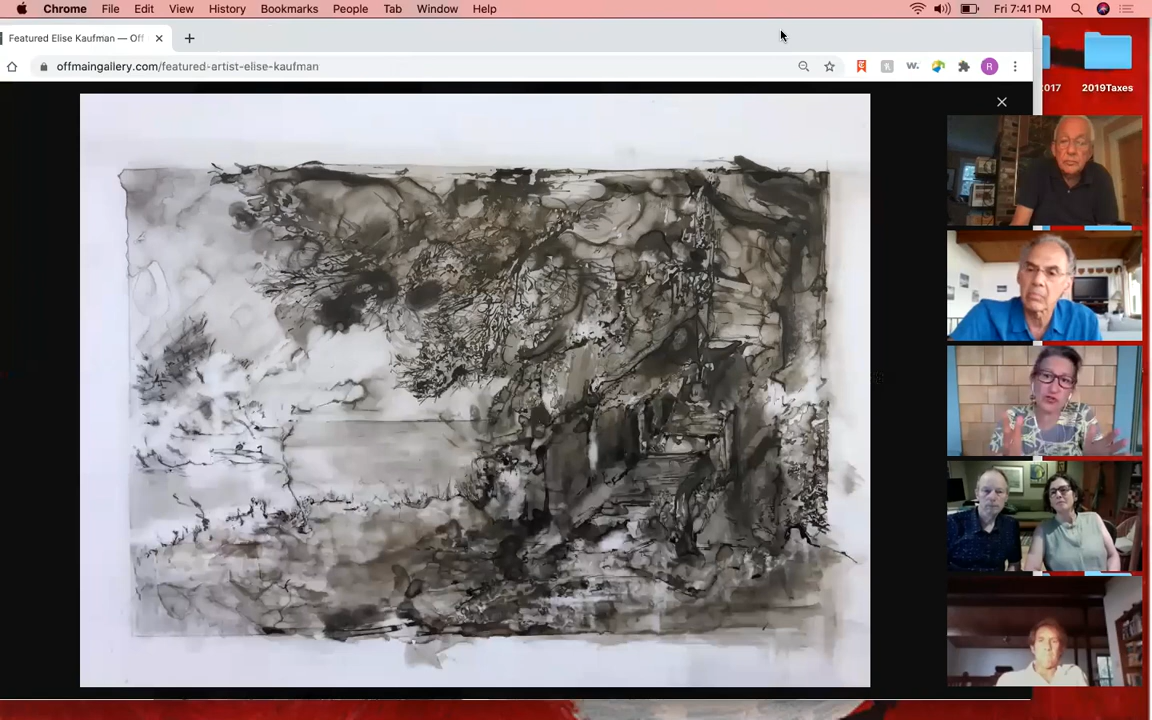 Chrome File Edit View History Bookmarks People Tab Window Help Fri 7:41 PM
Featured Elise Kaufman — Off
offmaingallery.com/featured-artist-elise-kaufman
R
2017 2019Taxes